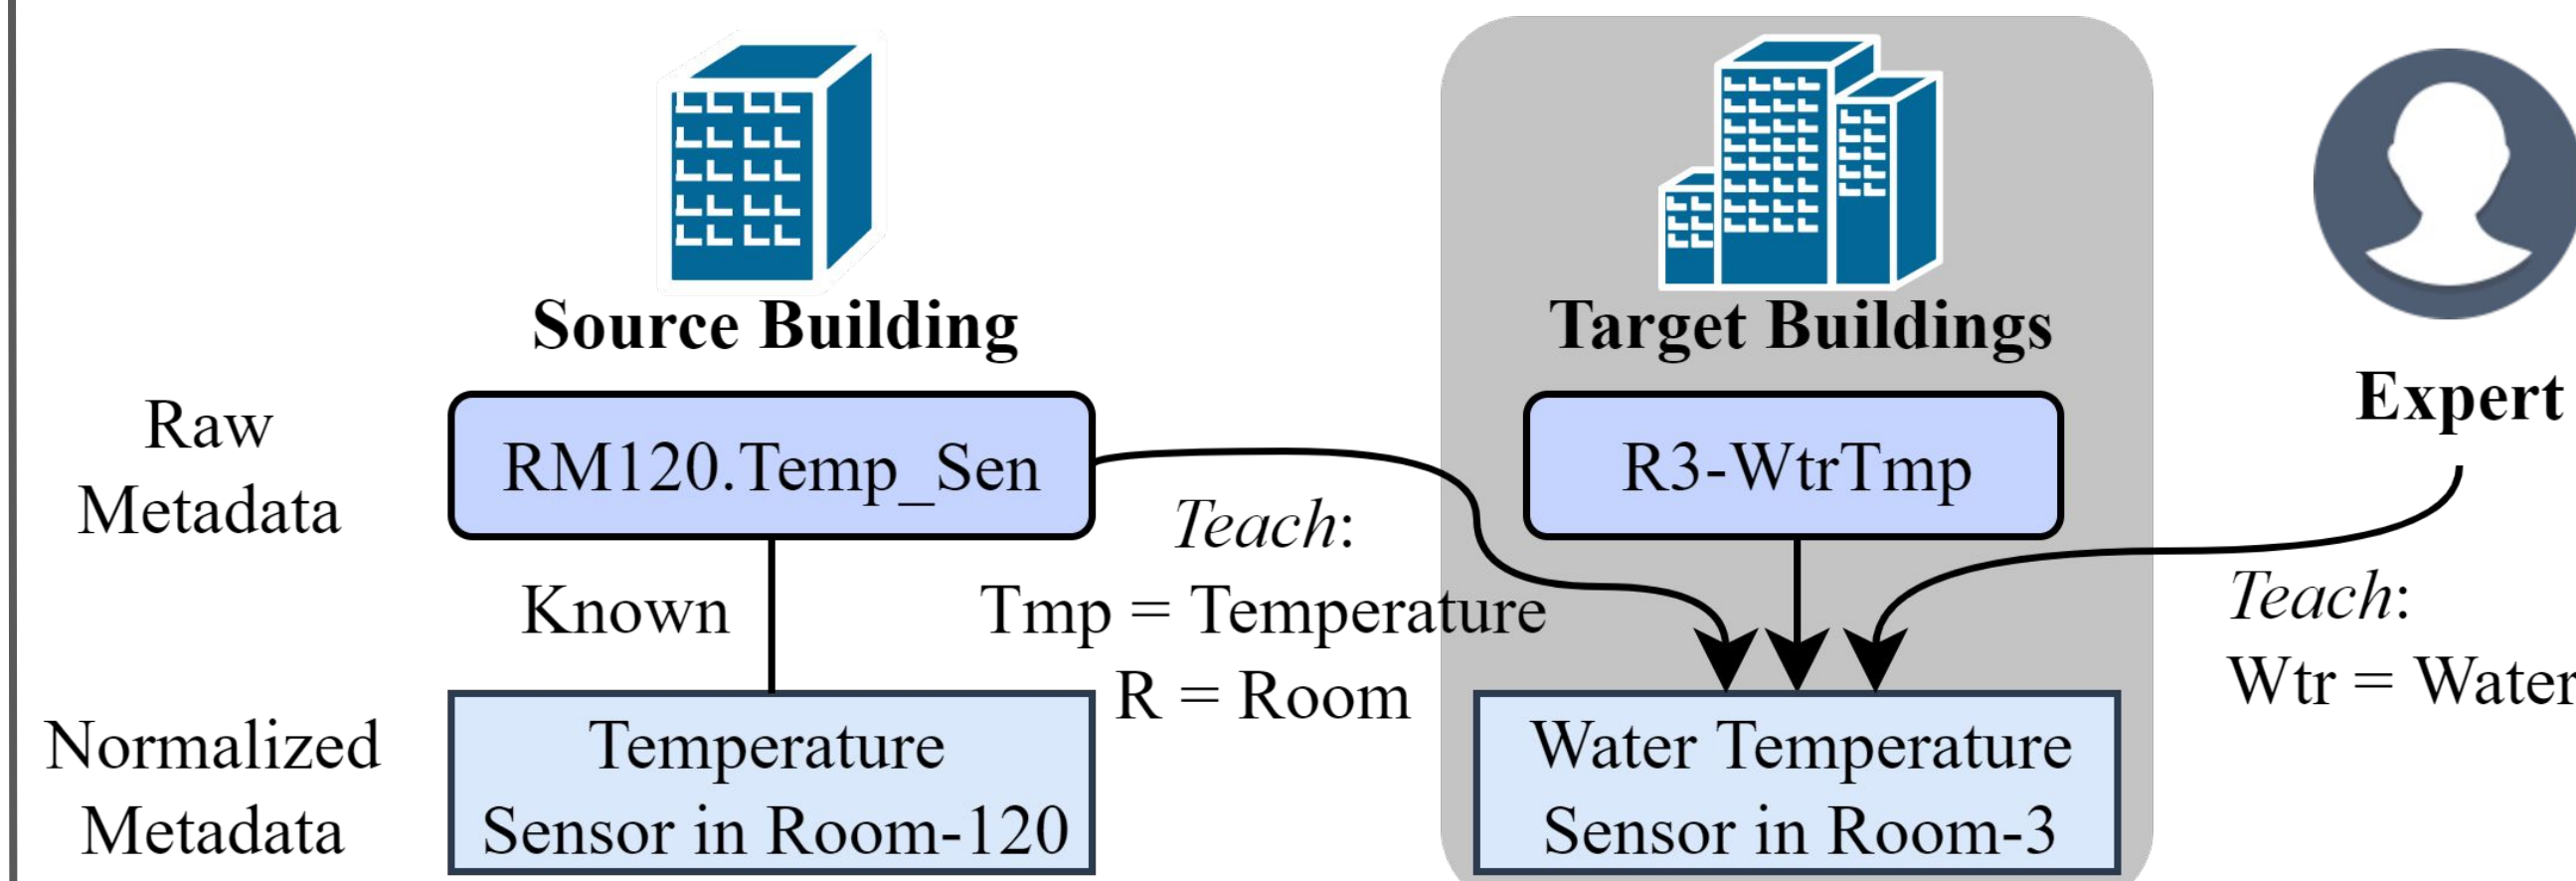 Source Building
Target Buildings
Expert
Raw
Metadata
RM120.Temp_Sen
R3-WtrTmp
Known
Teach:
Tmp = Temperature
R = Room
Teach:
Wtr = Water
Normalized
Metadata
Temperature
Sensor in Room-120
Water Temperature
Sensor in Room-3